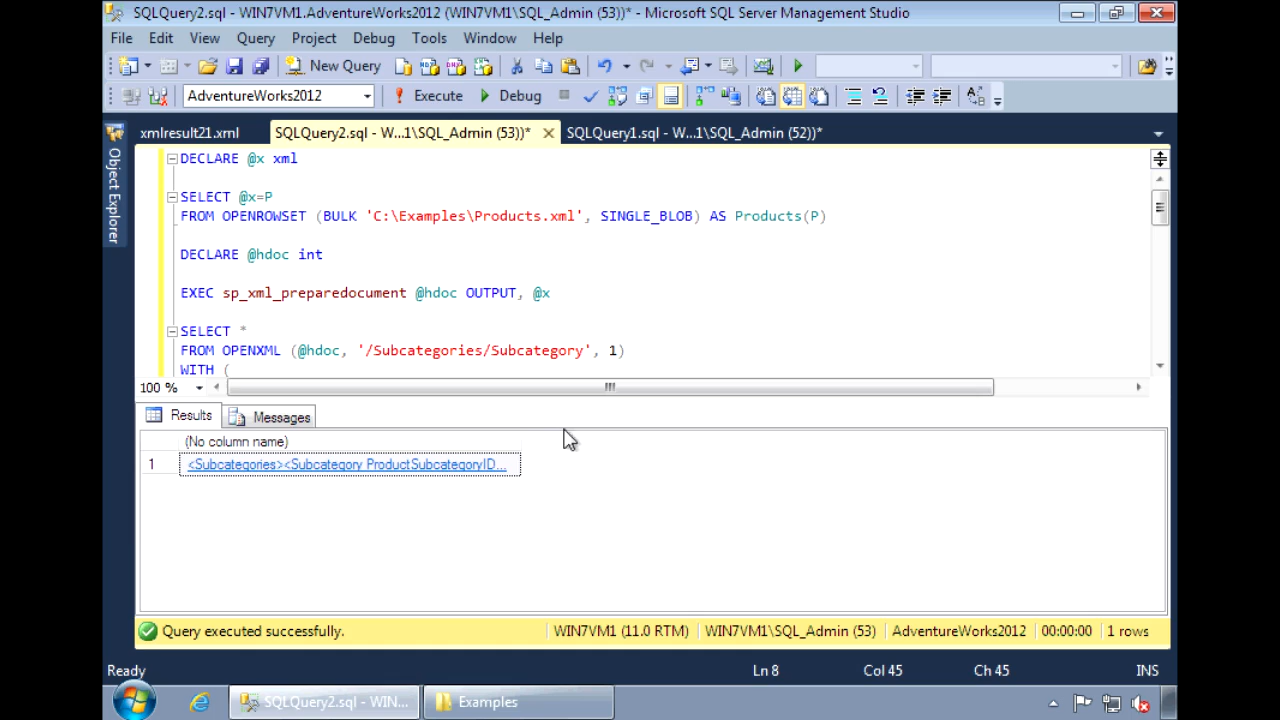 SQLQuery2.sql - WIN7VM1.AdventureWorks2012 (WIN7VM1\SQL_Admin (53))* - Microsoft SQL Server Management Studio
File Edit View Query Project Debug Tools Window Help
New Query
AdventureWorks2012 Execute Debug
xmlresult21.xml SQLQuery2.sql - W...1\SQL_Admin (53))* SQLQuery1.sql - W...1\SQL_Admin (52))*
Object Explorer
DECLARE @x xml
SELECT @x=P
FROM OPENROWSET (BULK 'C:\Examples\Products.xml', SINGLE_BLOB) AS Products(P)
DECLARE @hdoc int
EXEC sp_xml_preparedocument @hdoc OUTPUT, @x
SELECT *
FROM OPENXML (@hdoc, '/Subcategories/Subcategory', 1)
WITH (
100 %
Results Messages
(No column name)
1 <Subcategories><Subcategory ProductSubcategoryID...
Query executed successfully. WIN7VM1 (11.0 RTM) WIN7VM1\SQL_Admin (53) AdventureWorks2012 00:00:00 1 rows
Ready Ln 8 Col 45 Ch 45 INS
SQLQuery2.sql - WIN... Examples